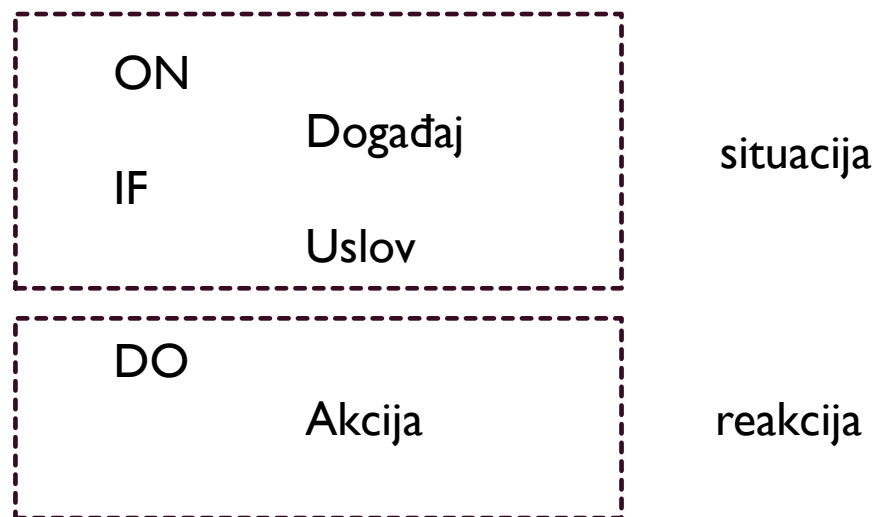 ON
Događaj
situacija
IF
Uslov
DO
Akcija
reakcija